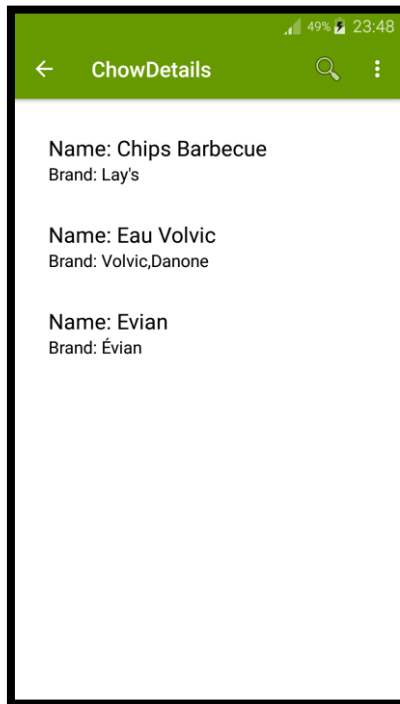 49% 23:48
ChowDetails
Name: Chips Barbecue
Brand: Lay's
Name: Eau Volvic
Brand: Volvic,Danone
Name: Evian
Brand: Évian